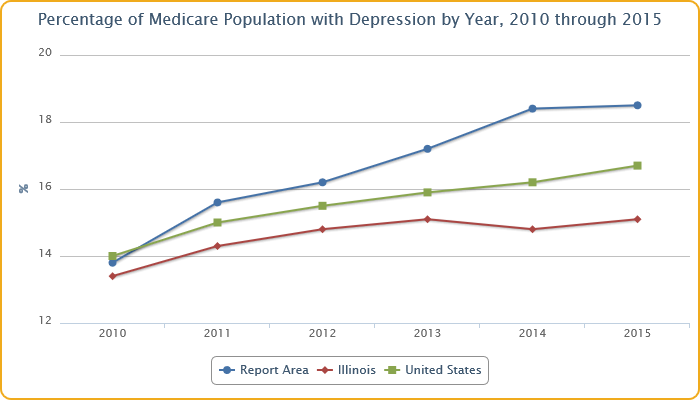 Percentage of Medicare Population with Depression by Year, 2010 through 2015
20
18
16
14
12
%
2010 2011 2012 2013 2014 2015
Report Area Illinois United States